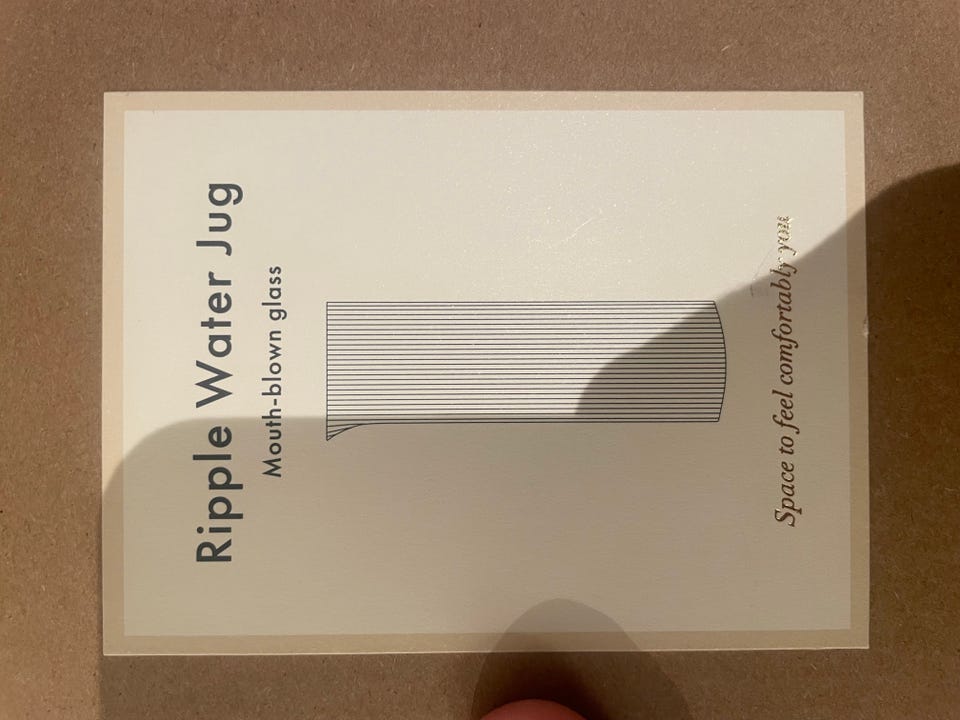 Ripple Water Jug
Mouth-blown glass
Space to feel comfortably you